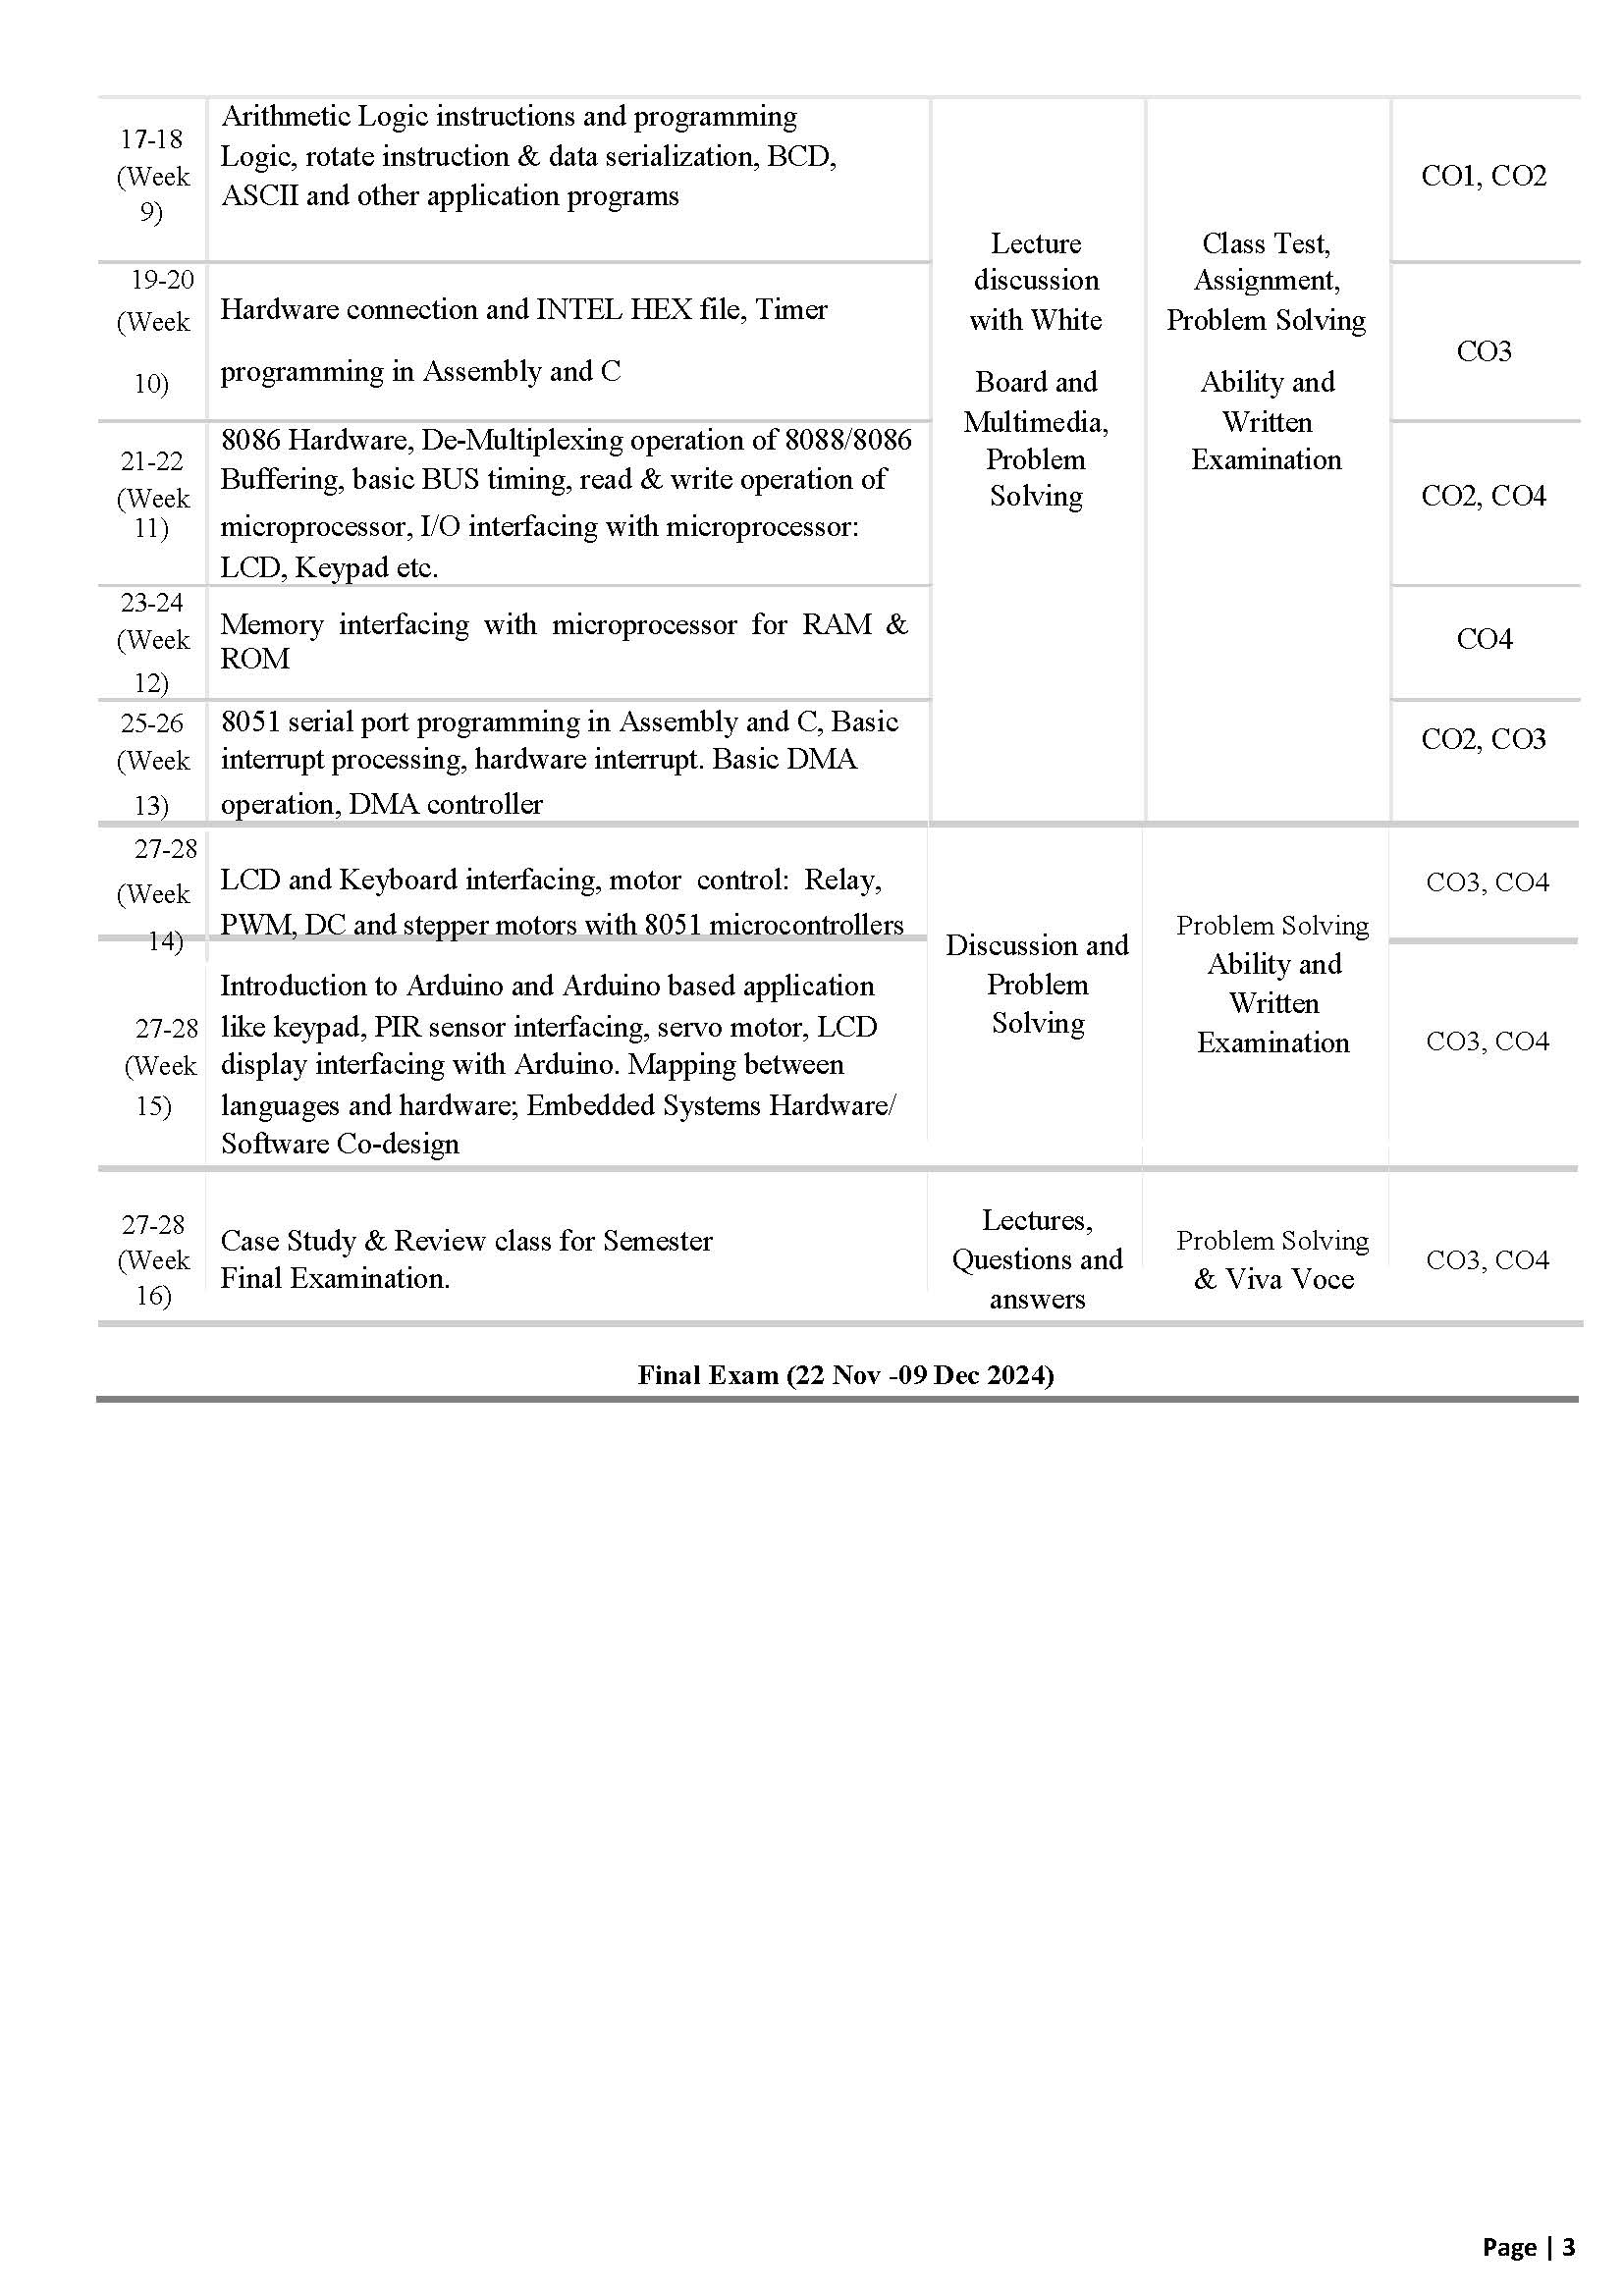 17-18
(Week
9)
Arithmetic Logic instructions and programming
Logic, rotate instruction & data serialization, BCD,
ASCII and other application programs
CO1, CO2
Lecture
discussion
with White
Board and
Multimedia,
Problem
Solving
Class Test,
Assignment,
Problem Solving
Ability and
Written
Examination
19-20
(Week
10)
Hardware connection and INTEL HEX file, Timer
programming in Assembly and C
CO3
21-22
(Week
11)
8086 Hardware, De-Multiplexing operation of 8088/8086
Buffering, basic BUS timing, read & write operation of
microprocessor, I/O interfacing with microprocessor:
LCD, Keypad etc.
CO2, CO4
23-24
(Week
12)
Memory interfacing with microprocessor for RAM &
ROM
CO4
25-26
(Week
13)
8051 serial port programming in Assembly and C, Basic
interrupt processing, hardware interrupt. Basic DMA
operation, DMA controller
CO2, CO3
27-28
(Week
14)
LCD and Keyboard interfacing, motor control: Relay,
PWM, DC and stepper motors with 8051 microcontrollers
Discussion and
Problem
Solving
Problem Solving
Ability and
Written
Examination
CO3, CO4
27-28
(Week
15)
Introduction to Arduino and Arduino based application
like keypad, PIR sensor interfacing, servo motor, LCD
display interfacing with Arduino. Mapping between
languages and hardware; Embedded Systems Hardware/
Software Co-design
CO3, CO4
27-28
(Week
16)
Case Study & Review class for Semester
Final Examination.
Lectures,
Questions and
answers
Problem Solving
& Viva Voce
CO3, CO4
Final Exam (22 Nov -09 Dec 2024)
Page | 3